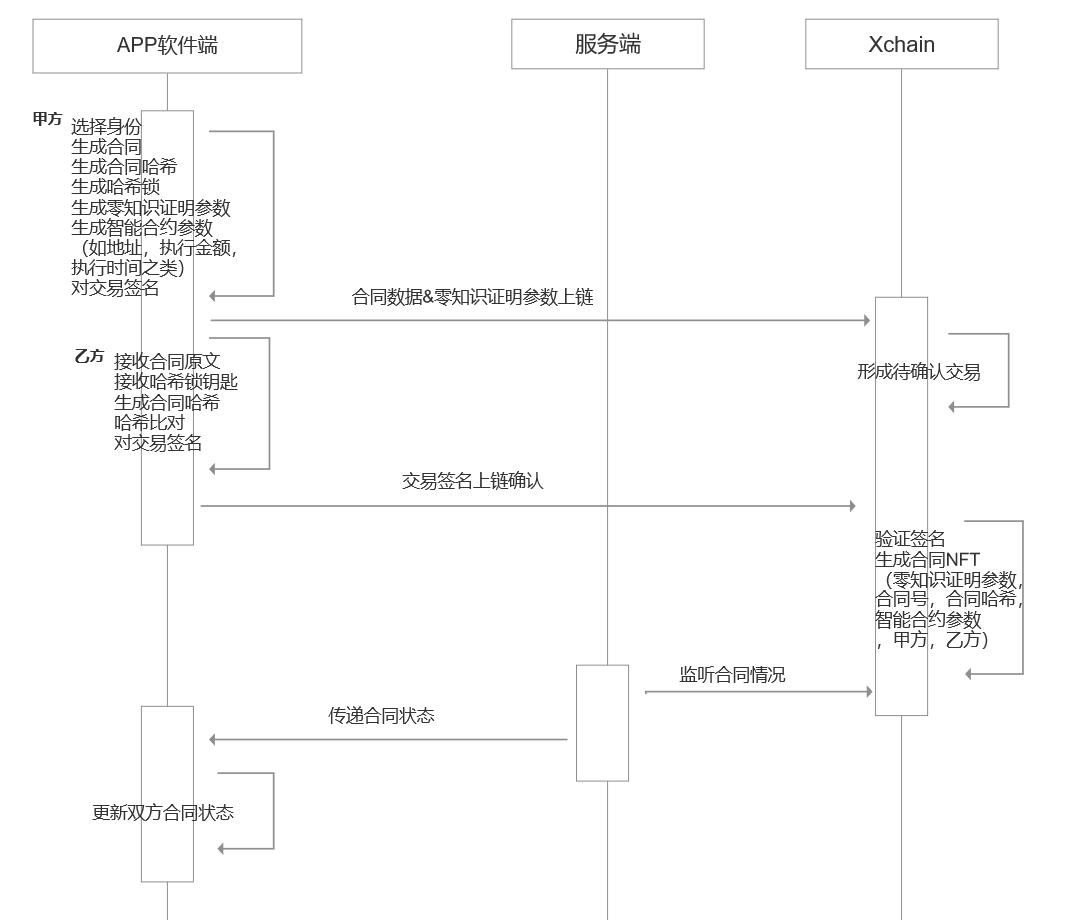 APP软件端
服务端
Xchain
甲方
选择身份
生成合同
生成合同哈希
生成哈希锁
生成零知识证明参数
生成智能合约参数
（如地址，执行金额，
执行时间之类）
对交易签名
合同数据&零知识证明参数上链
形成待确认交易
乙方
接收合同原文
接收哈希锁钥匙
生成合同哈希
哈希比对
对交易签名
交易签名上链确认
验证签名
生成合同NFT
（零知识证明参数，
合同号，合同哈希，
智能合约参数
，甲方，乙方）
监听合同情况
传递合同状态
更新双方合同状态